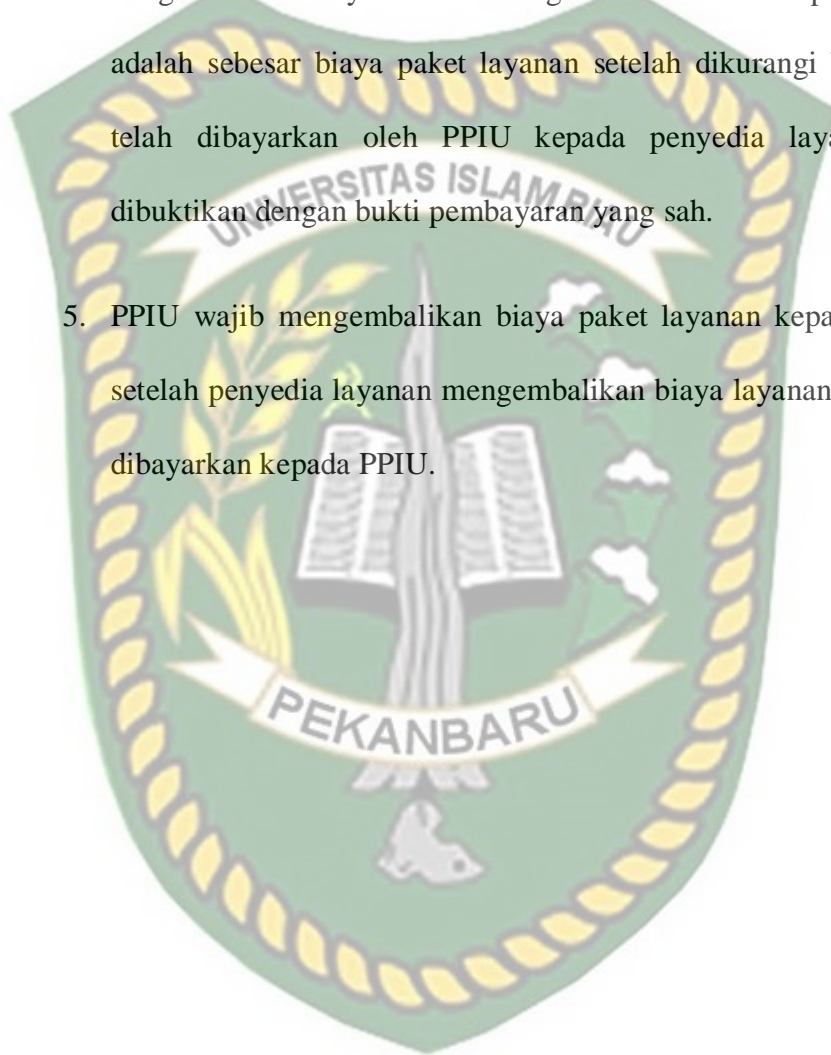 adalah sebesar biaya paket layanan setelah dikurangi
telah dibayarkan oleh PPIU kepada penyedia
dibuktikan dengan bukti pembayaran yang sah.
UNIVERSITAS ISLAM RIAU
5. PPIU wajib mengembalikan biaya paket layanan
setelah penyedia layanan mengembalikan biaya layanan
dibayarkan kepada PPIU.
PEKANBARU